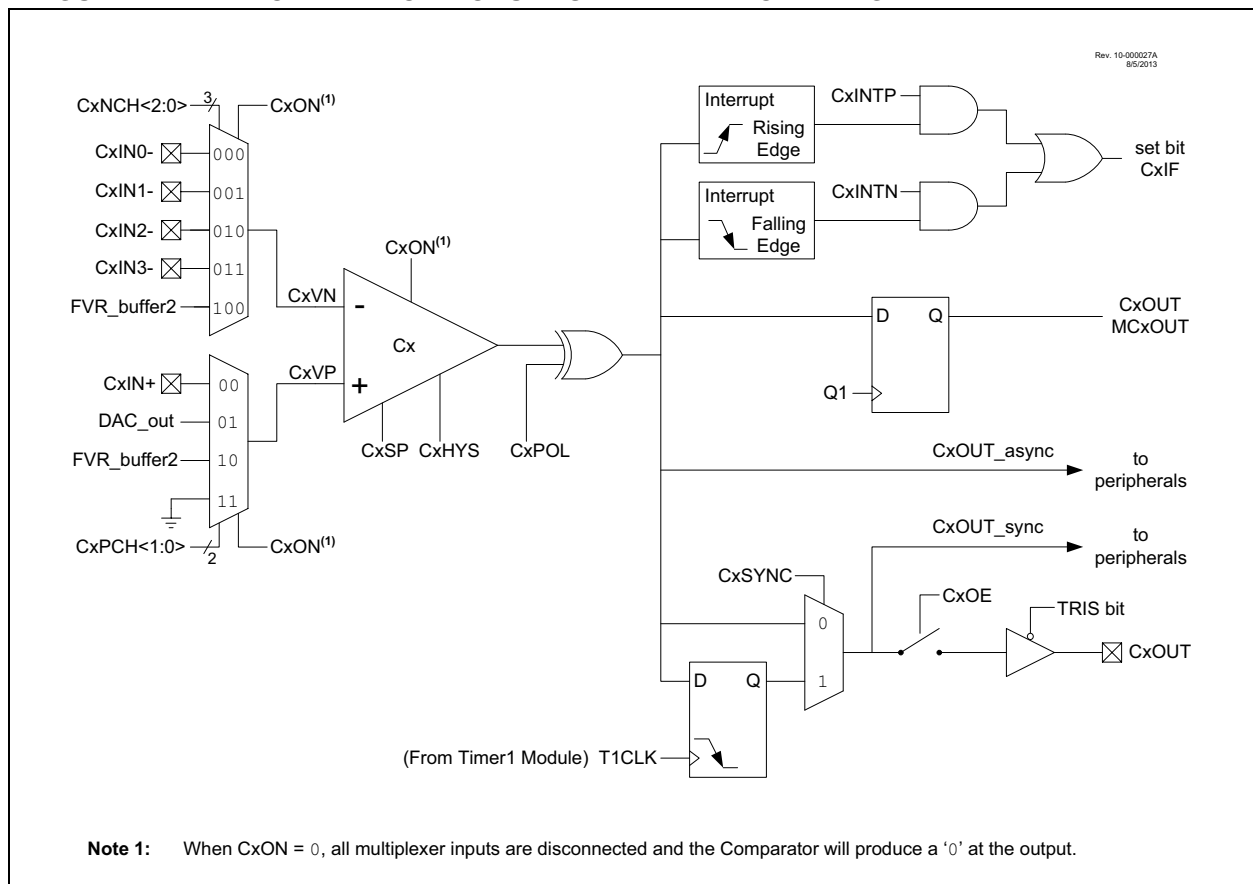 Rev. 10-000027A
8/5/2013
CxNCH<2:0>
3
CxON(1)
CxIN0-
000
CxIN1-
001
CxIN2-
010
CxIN3-
011
FVR_buffer2
100
CxVN
CxON(1)
-
Cx
+
CxVP
CxIN+
00
DAC_out
01
FVR_buffer2
10
11
CxPCH<1:0>
2
CxON(1)
CxSP
CxHYS
CxPOL
Interrupt
Rising
Edge
CxINTP
Interrupt
Falling
Edge
CxINTN
set bit
CxIF
D
Q
Q1
CxOUT
MCxOUT
CxOUT_async
to
peripherals
CxOUT_sync
to
peripherals
CxSYNC
0
1
CxOE
TRIS bit
CxOUT
D
Q
(From Timer1 Module) T1CLK
Note 1: When CxON = 0, all multiplexer inputs are disconnected and the Comparator will produce a ‘0’ at the output.